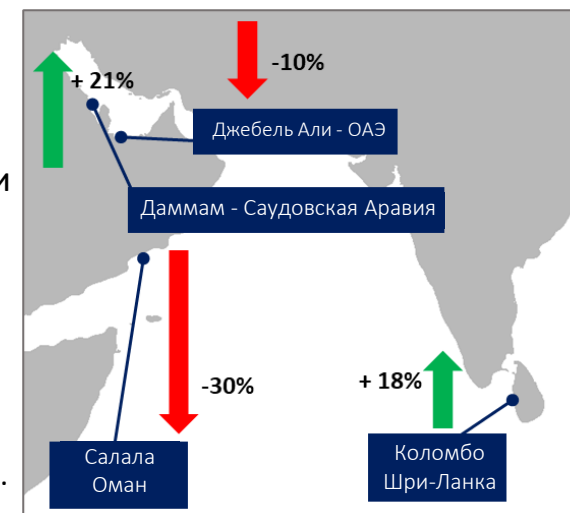 -10%
+ 21%
Джебель Али - ОАЭ
и
Даммам - Саудовская Аравия
-30%
+ 18%
Салала
Оман
Коломбо
Шри-Ланка
.